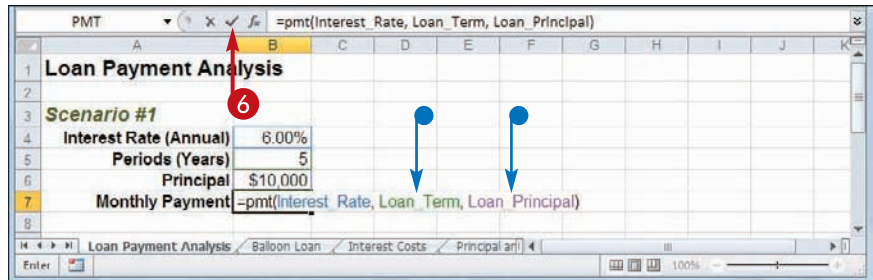 PMT =pmt(Interest_Rate, Loan_Term, Loan_Principal)
A B C D E F G H I J K
1 Loan Payment Analysis
2
6
3 Scenario #1
4 Interest Rate (Annual) 6.00%
5 Periods (Years) 5
6 Principal $10,000
7 Monthly Payment =pmt(Interest_Rate, Loan_Term, Loan_Principal)
8
Loan Payment Analysis Balloon Loan Interest Costs Principal
Enter 100%